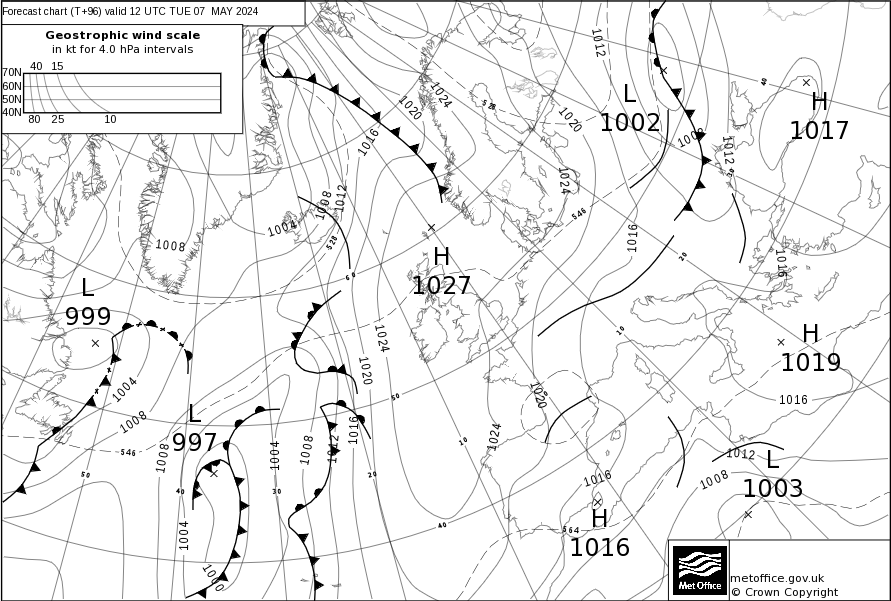 Forecast chart (T+96) valid 12 UTC TUE 07 MAY 2024
Geostrophic wind scale
in kt for 4.0 hPa intervals
40 15
70N
60N
50N
40N
80 25 10
1012
L
1002
1008
40
H
1017
1012
1020
1024
528
1020
1016
1024
546
1016
20
1016
1008
1012
1004
528
1008
60
H
1027
L
999
1024
10
H
1019
1020
1020
1016
1004
1008
50
L
997
1016
1012
1008
1004
1008
546
1024
10
50
40
30
20
1012
L
1003
1008
1016
H
1016
564
40
1004
1000
Met Office
metoffice.gov.uk
© Crown Copyright